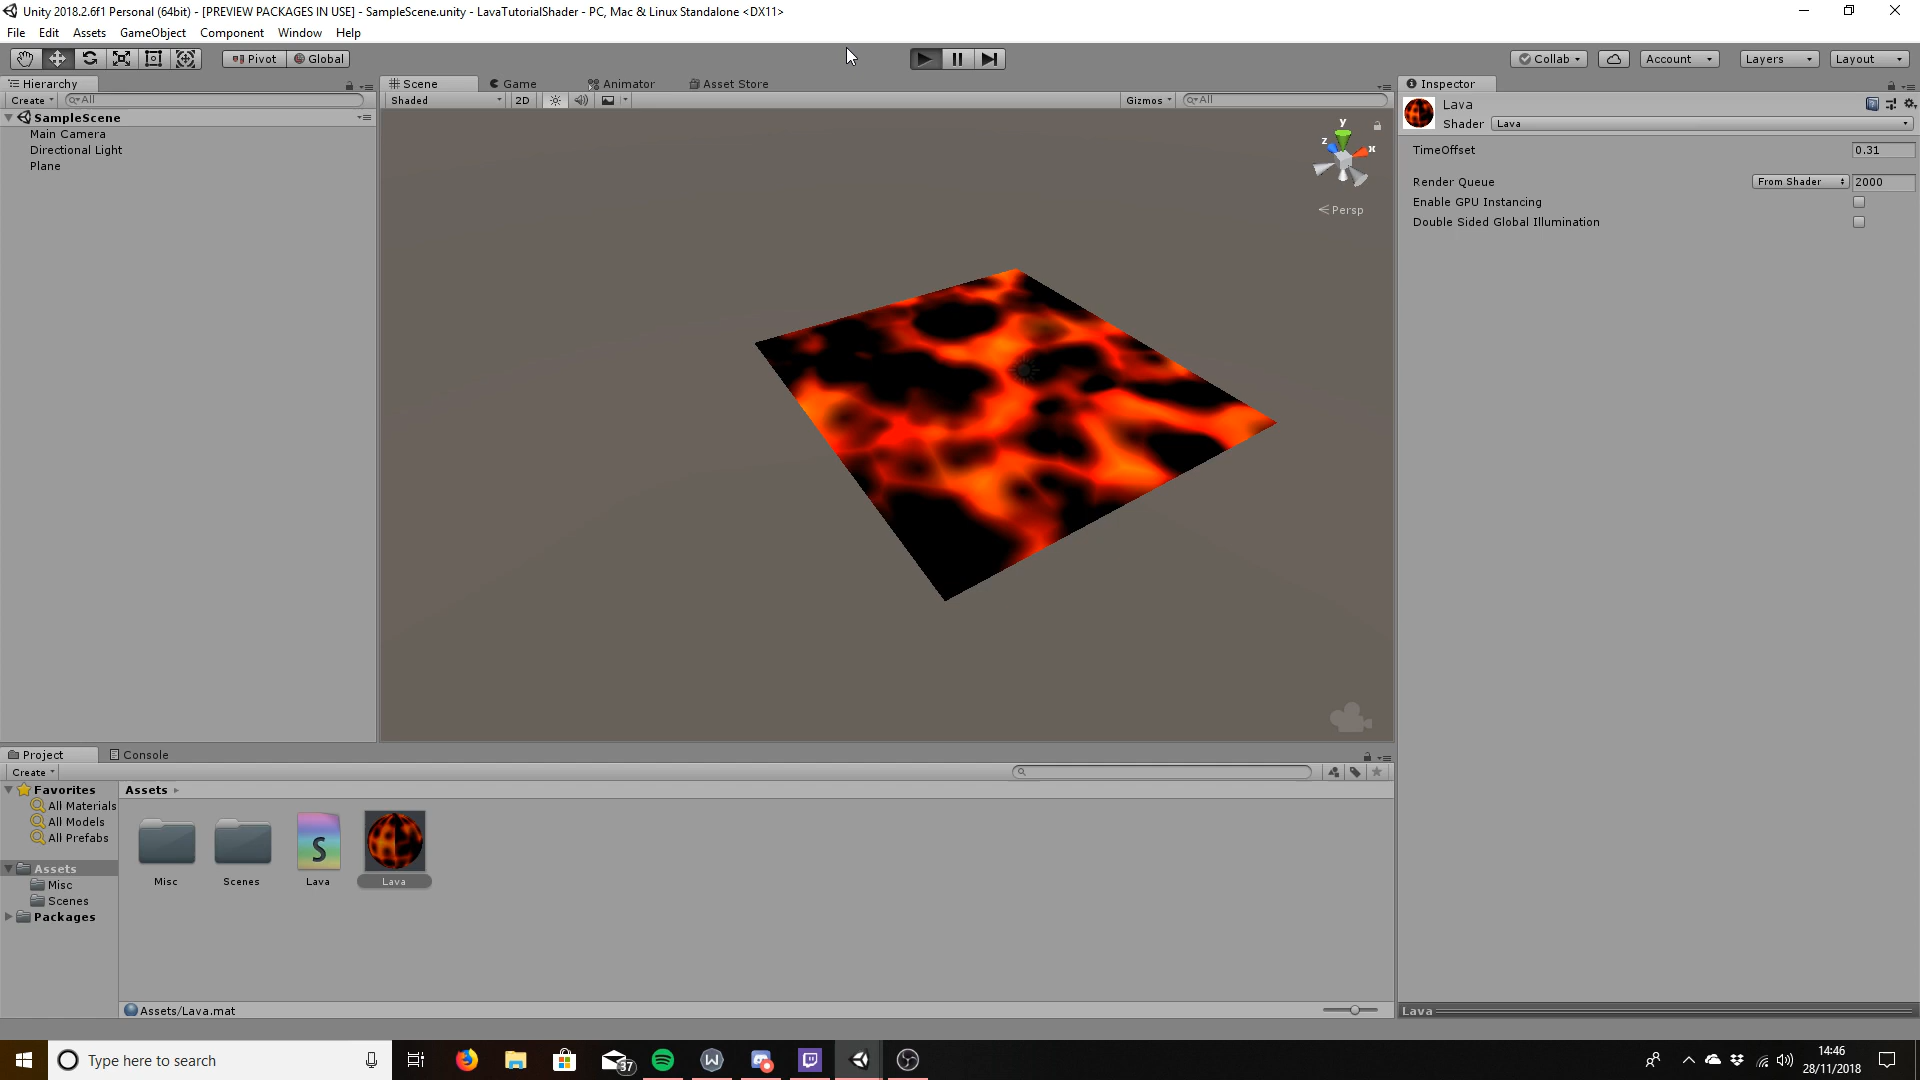 Unity 2018.2.6f1 Personal (64bit) - [PREVIEW PACKAGES IN USE] - SampleScene.unity - LavaTutorialShader - PC, Mac & Linux Standalone <DX11>
File Edit Assets GameObject Component Window Help
Pivot Global Collab Account Layers Layout
Hierarchy Scene Game Animator Asset Store Inspector
Create All Shaded 2D Gizmos All
Lava
Shader Lava
SampleScene
Main Camera
Directional Light
Plane
y
z
x
Persp
TimeOffset 0.31
Render Queue From Shader 2000
Enable GPU Instancing
Double Sided Global Illumination
Project Console
Create
Favorites
All Materials
All Models
All Prefabs
Assets
Misc
Scenes
Packages
Assets
S
Misc Scenes Lava Lava
Assets/Lava.mat
Lava
Type here to search
37
W
14:46
28/11/2018